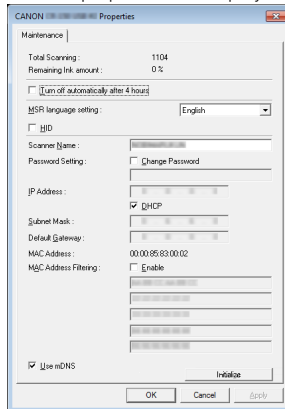 CANON Properties
Maintenance
Total Scanning : 1104
Remaining Ink amount : 0 %
Turn off automatically after 4 hours
MSR language setting : English
HID
Scanner Name :
Password Setting : Change Password
IP Address :
DHCP
Subnet Mask :
Default Gateway :
MAC Address : 00:00:85:83:00:02
MAC Address Filtering : Enable
Use mDNS
Initialize
OK Cancel Apply